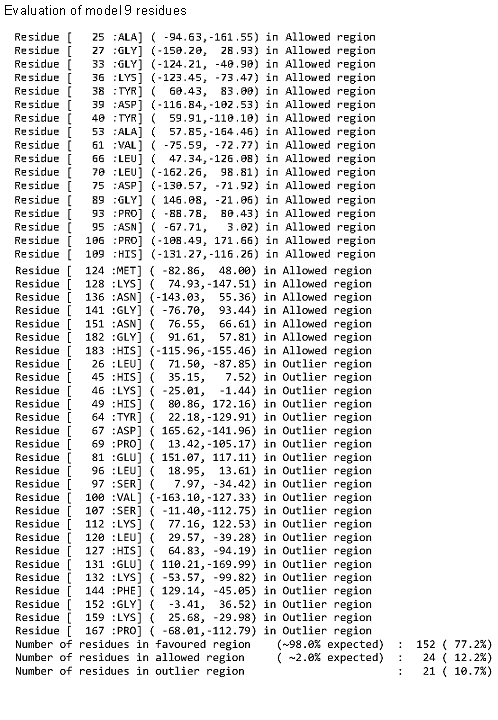 Evaluation of model 9 residues
Residue [ 25 :ALA] ( -94.63,-161.55) in Allowed region
Residue [ 27 :GLY] (-150.20, 28.93) in Allowed region
Residue [ 33 :GLY] (-124.21, -40.90) in Allowed region
Residue [ 36 :LYS] (-123.45, -73.47) in Allowed region
Residue [ 38 :TYR] ( 60.43, 83.00) in Allowed region
Residue [ 39 :ASP] (-116.84,-102.53) in Allowed region
Residue [ 40 :TYR] ( 59.91,-110.10) in Allowed region
Residue [ 53 :ALA] ( 57.85,-164.46) in Allowed region
Residue [ 61 :VAL] ( -75.59, -72.77) in Allowed region
Residue [ 66 :LEU] ( 47.34,-126.08) in Allowed region
Residue [ 70 :LEU] (-162.26, 98.81) in Allowed region
Residue [ 75 :ASP] (-130.57, -71.92) in Allowed region
Residue [ 89 :GLY] ( 146.08, -21.06) in Allowed region
Residue [ 93 :PRO] ( -88.78, 80.43) in Allowed region
Residue [ 95 :ASN] ( -67.71, 3.02) in Allowed region
Residue [ 106 :PRO] (-108.49, 171.66) in Allowed region
Residue [ 109 :HIS] (-131.27,-116.26) in Allowed region
Residue [ 124 :MET] ( -82.86, 48.00) in Allowed region
Residue [ 128 :LYS] ( 74.93,-147.51) in Allowed region
Residue [ 136 :ASN] (-143.03, 55.36) in Allowed region
Residue [ 141 :GLY] ( -76.70, 93.44) in Allowed region
Residue [ 151 :ASN] ( 76.55, 66.61) in Allowed region
Residue [ 182 :GLY] ( 91.61, 57.81) in Allowed region
Residue [ 183 :HIS] (-115.96,-155.46) in Allowed region
Residue [ 26 :LEU] ( 71.50, -87.85) in Outlier region
Residue [ 45 :HIS] ( 35.15, 7.52) in Outlier region
Residue [ 46 :LYS] ( -25.01, -1.44) in Outlier region
Residue [ 49 :HIS] ( 80.86, 172.16) in Outlier region
Residue [ 64 :TYR] ( 22.18,-129.91) in Outlier region
Residue [ 67 :ASP] ( 165.62,-141.96) in Outlier region
Residue [ 69 :PRO] ( 13.42,-105.17) in Outlier region
Residue [ 81 :GLU] ( 151.07, 117.11) in Outlier region
Residue [ 96 :LEU] ( 18.95, 13.61) in Outlier region
Residue [ 97 :SER] ( 7.97, -34.42) in Outlier region
Residue [ 100 :VAL] (-163.10,-127.33) in Outlier region
Residue [ 107 :SER] ( -11.40,-112.75) in Outlier region
Residue [ 112 :LYS] ( 77.16, 122.53) in Outlier region
Residue [ 120 :LEU] ( 29.57, -39.28) in Outlier region
Residue [ 127 :HIS] ( 64.83, -94.19) in Outlier region
Residue [ 131 :GLU] ( 110.21,-169.99) in Outlier region
Residue [ 132 :LYS] ( -53.57, -99.82) in Outlier region
Residue [ 144 :PHE] ( 129.14, -45.05) in Outlier region
Residue [ 152 :GLY] ( -3.41, 36.52) in Outlier region
Residue [ 159 :LYS] ( 25.68, -29.98) in Outlier region
Residue [ 167 :PRO] ( -68.01,-112.79) in Outlier region
Number of residues in favoured region (~98.0% expected) : 152 ( 77.2%)
Number of residues in allowed region ( ~2.0% expected) : 24 ( 12.2%)
Number of residues in outlier region : 21 ( 10.7%)